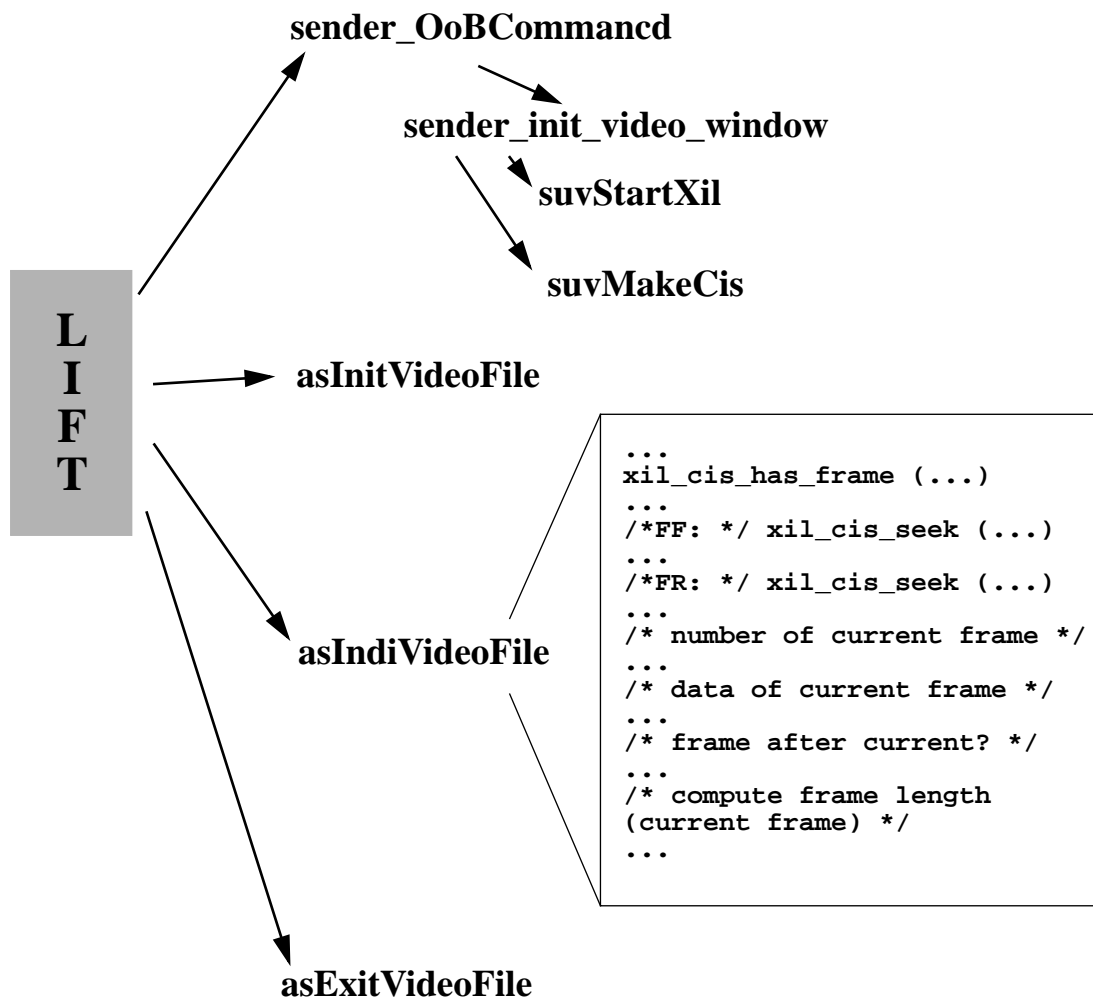 sender_OoBCommancd
sender_init_video_window
suvStartXil
suvMakeCis
L
I
F
T
asInitVideoFile
...
xil_cis_has_frame (...)
...
/*FF: */ xil_cis_seek (...)
...
/*FR: */ xil_cis_seek (...)
...
/* number of current frame */
...
/* data of current frame */
...
/* frame after current? */
...
/* compute frame length
(current frame) */
...
asIndiVideoFile
asExitVideoFile